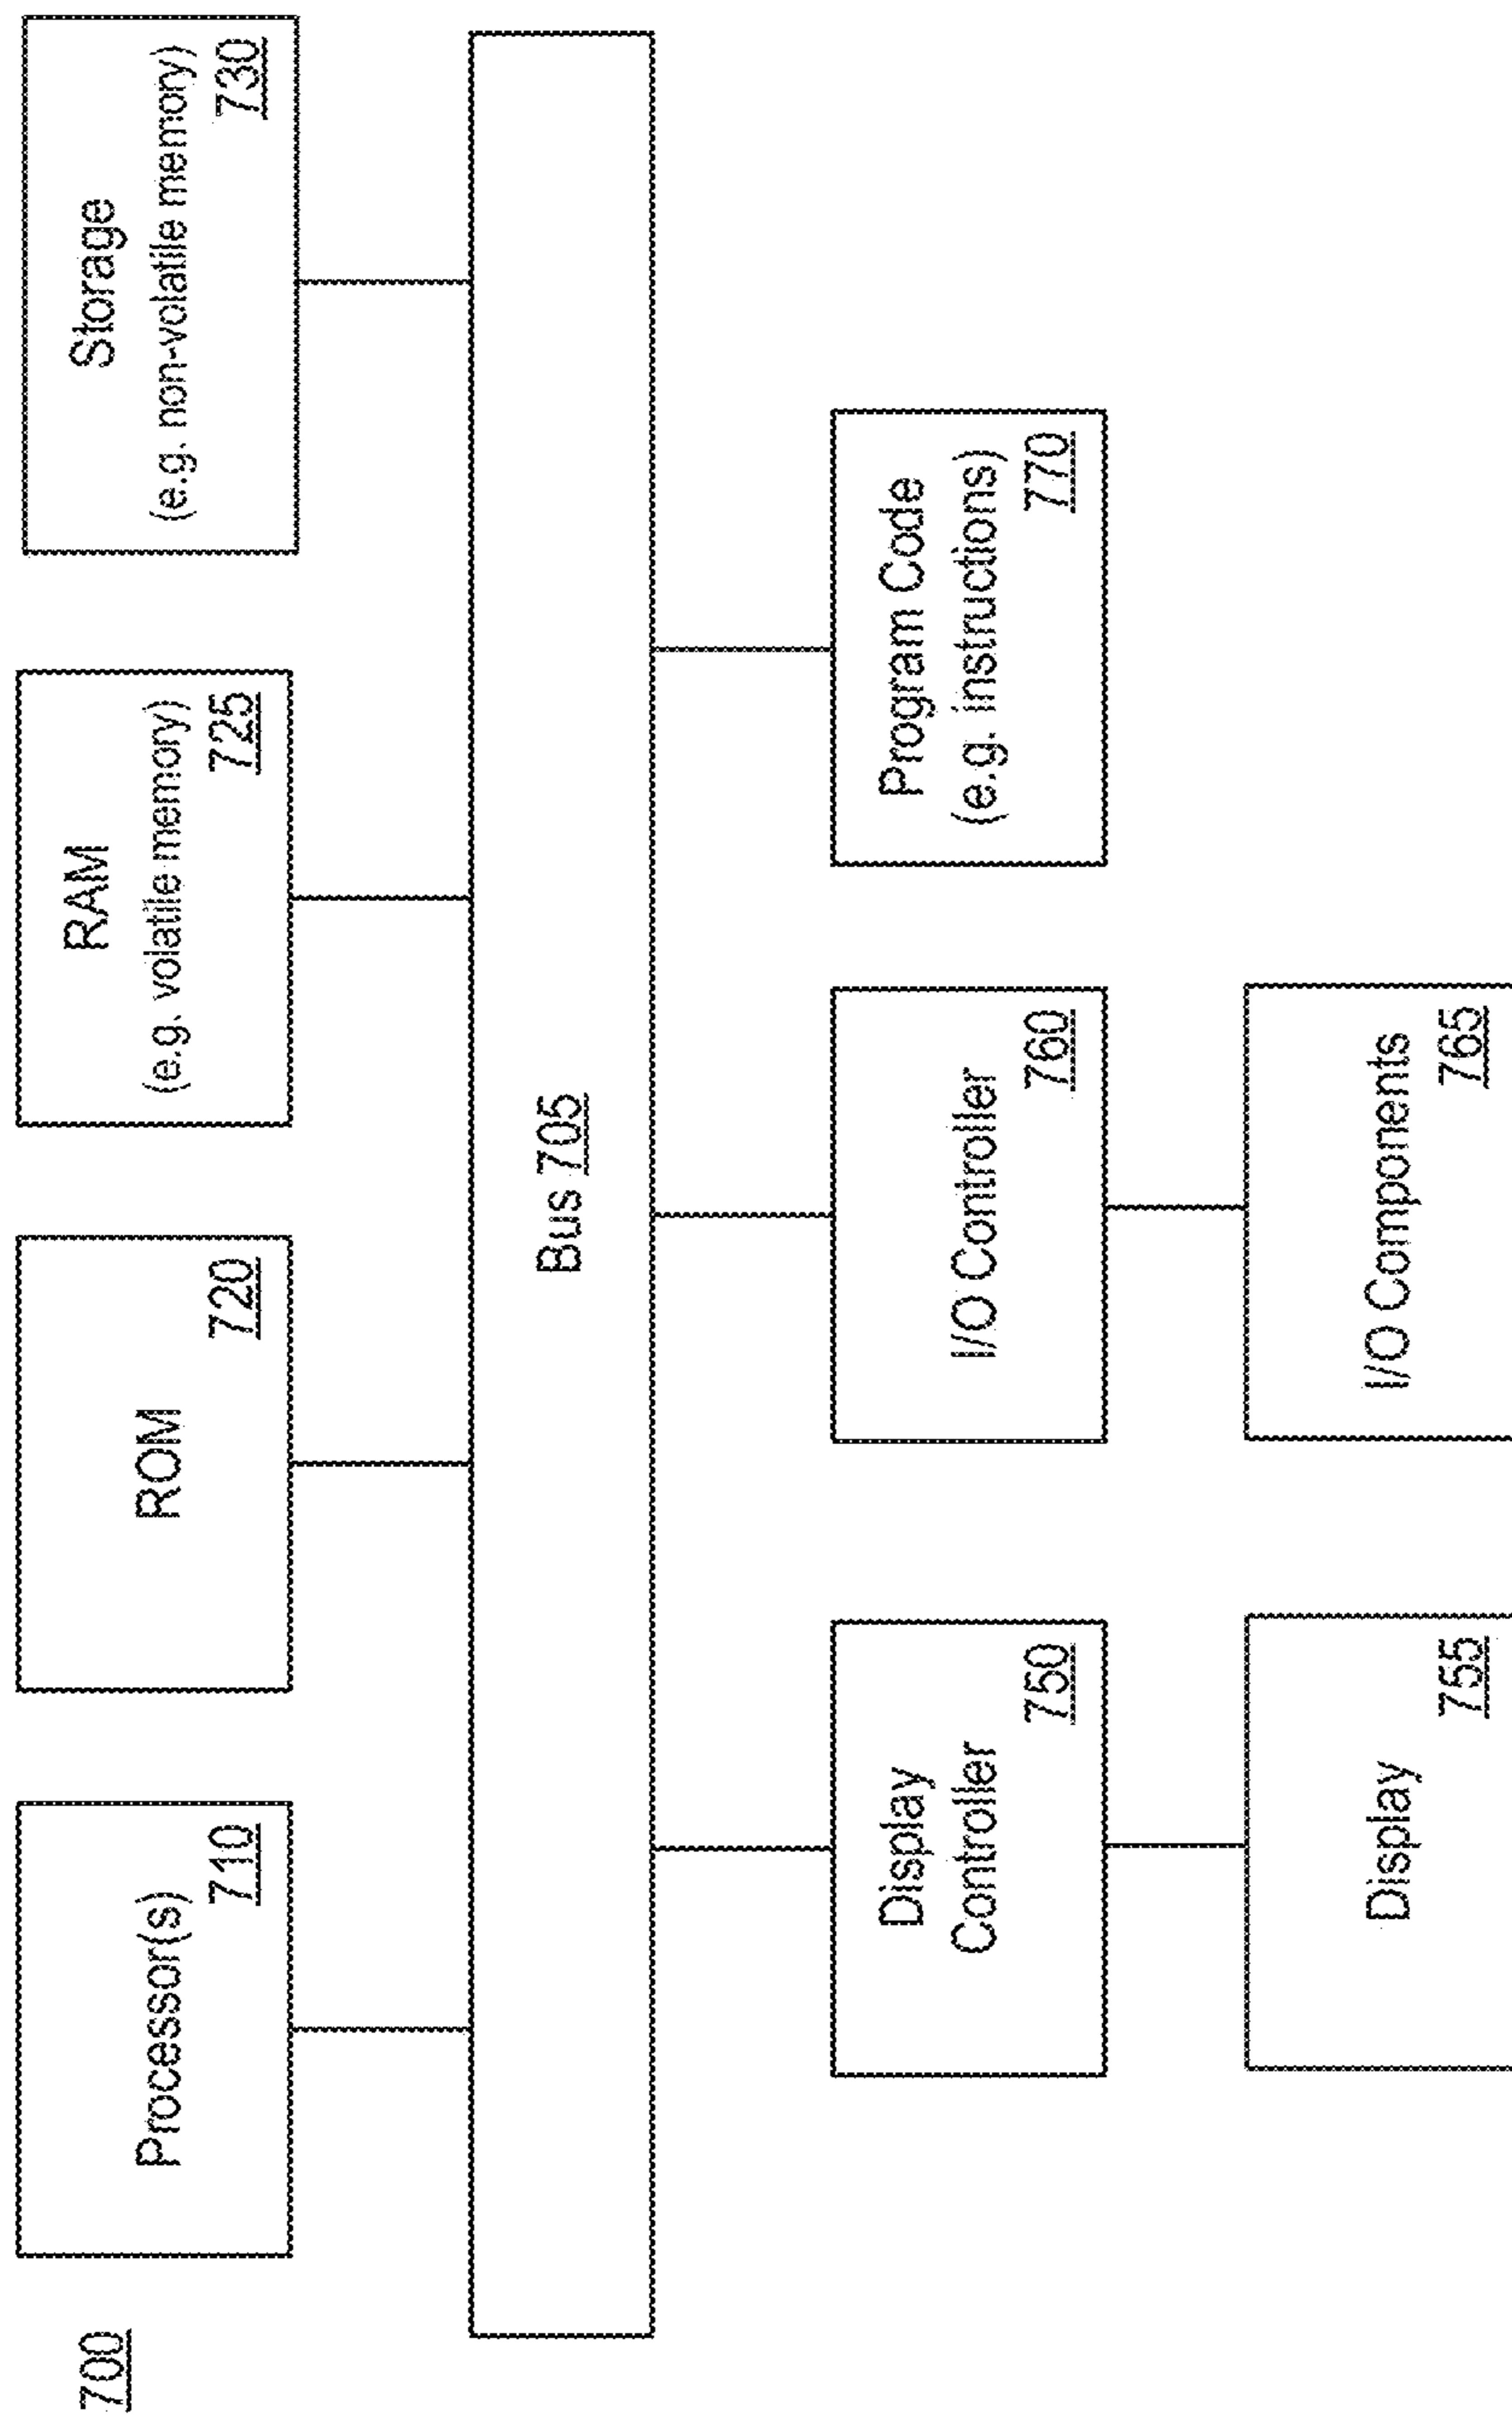 700
Processor(s)
710
ROM
720
RAM
(e.g. volatile memory)
725
Storage
(e.g. non-volatile memory)
730
Bus 705
Display
Controller
750
I/O Controller
760
Program Code
(e.g. instructions)
770
Display
755
I/O Components
765